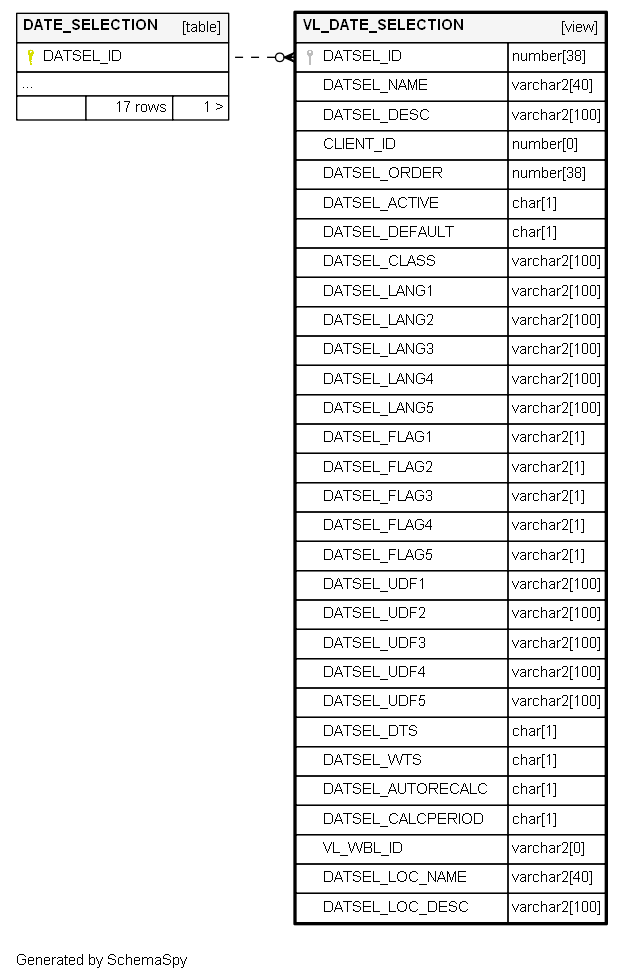 DATE_SELECTION [table]
DATSEL_ID
...
17 rows 1 >
VL_DATE_SELECTION [view]
DATSEL_ID number[38]
DATSEL_NAME varchar2[40]
DATSEL_DESC varchar2[100]
CLIENT_ID number[0]
DATSEL_ORDER number[38]
DATSEL_ACTIVE char[1]
DATSEL_DEFAULT char[1]
DATSEL_CLASS varchar2[100]
DATSEL_LANG1 varchar2[100]
DATSEL_LANG2 varchar2[100]
DATSEL_LANG3 varchar2[100]
DATSEL_LANG4 varchar2[100]
DATSEL_LANG5 varchar2[100]
DATSEL_FLAG1 varchar2[1]
DATSEL_FLAG2 varchar2[1]
DATSEL_FLAG3 varchar2[1]
DATSEL_FLAG4 varchar2[1]
DATSEL_FLAG5 varchar2[1]
DATSEL_UDF1 varchar2[100]
DATSEL_UDF2 varchar2[100]
DATSEL_UDF3 varchar2[100]
DATSEL_UDF4 varchar2[100]
DATSEL_UDF5 varchar2[100]
DATSEL_DTS char[1]
DATSEL_WTS char[1]
DATSEL_AUTORECALC char[1]
DATSEL_CALCPERIOD char[1]
VL_WBL_ID varchar2[0]
DATSEL_LOC_NAME varchar2[40]
DATSEL_LOC_DESC varchar2[100]
Generated by SchemaSpy